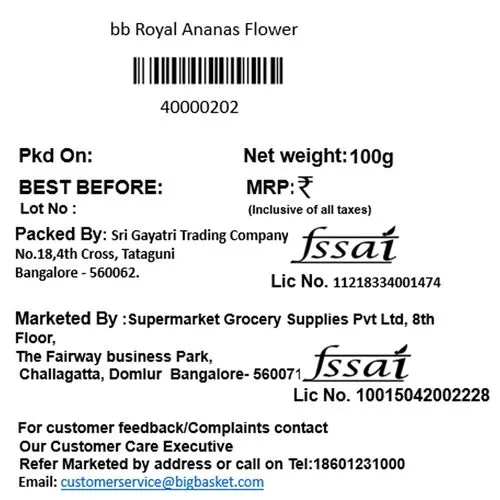 bb Royal Ananas Flower
40000202
Pkd On:
Net weight:100g
BEST BEFORE:
MRP:₹
Lot No :
(Inclusive of all taxes)
Packed By: Sri Gayatri Trading Company
No.18,4th Cross, Tataguni
Bangalore - 560062.
fssai
Lic No. 11218334001474
Marketed By :Supermarket Grocery Supplies Pvt Ltd, 8th
Floor,
The Fairway business Park,
Challagatta, Domlur Bangalore- 560071
fssai
Lic No. 10015042002228
For customer feedback/Complaints contact
Our Customer Care Executive
Refer Marketed by address or call on Tel:18601231000
Email: customerservice@bigbasket.com